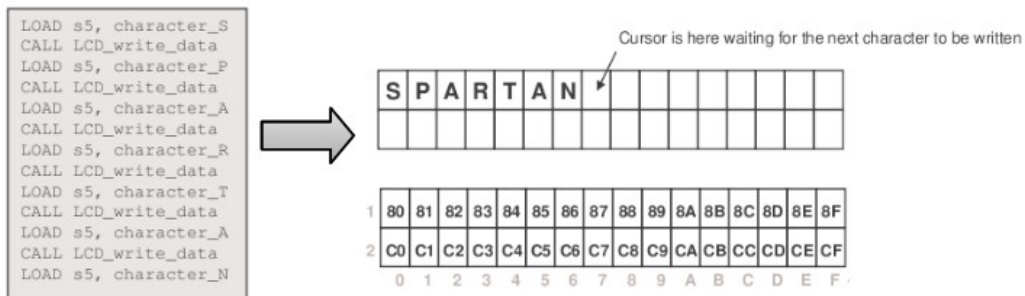 LOAD s5, character_S
CALL LCD_write_data
LOAD s5, character_P
CALL LCD_write_data
LOAD s5, character_A
CALL LCD_write_data
LOAD s5, character_R
CALL LCD_write_data
LOAD s5, character_T
CALL LCD_write_data
LOAD s5, character_A
CALL LCD_write_data
LOAD s5, character_N
Cursor is here waiting for the next character to be written
S P A R T A N
1 80 81 82 83 84 85 86 87 88 89 8A 8B 8C 8D 8E 8F
2 C0 C1 C2 C3 C4 C5 C6 C7 C8 C9 CA CB CC CD CE CF
0 1 2 3 4 5 6 7 8 9 A B C D E F